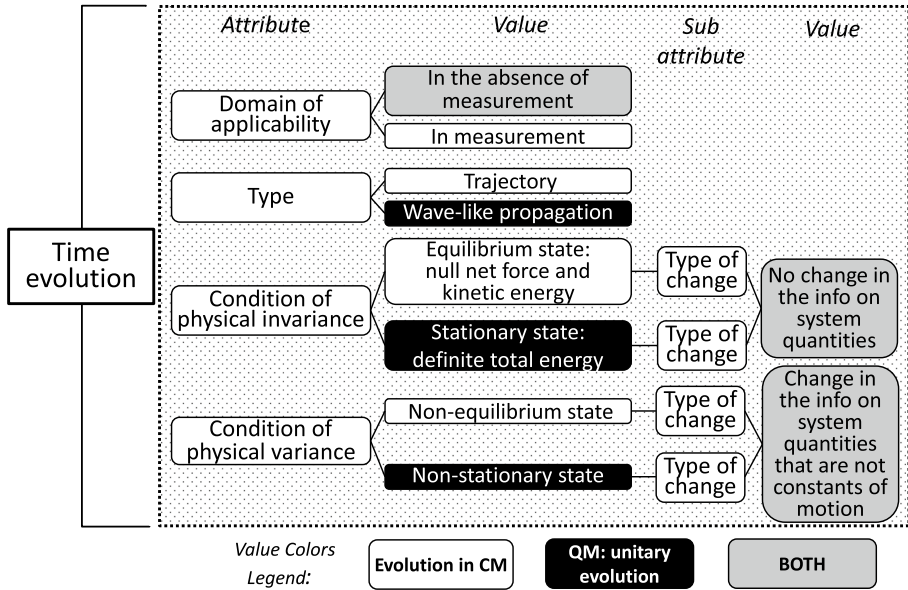 Attribute
Value
Sub
attribute
Value
Time
evolution
Domain of
applicability
In the absence of
measurement
In measurement
Type
Trajectory
Wave-like propagation
Condition of
physical invariance
Equilibrium state:
null net force and
kinetic energy
Type of
change
Stationary state:
definite total energy
Type of
change
No change in
the info on
system
quantities
Condition of
physical variance
Non-equilibrium state
Type of
change
Non-stationary state
Type of
change
Change in
the info on
system
quantities
that are not
constants of
motion
Value Colors
Legend:
Evolution in CM
QM: unitary
evolution
BOTH